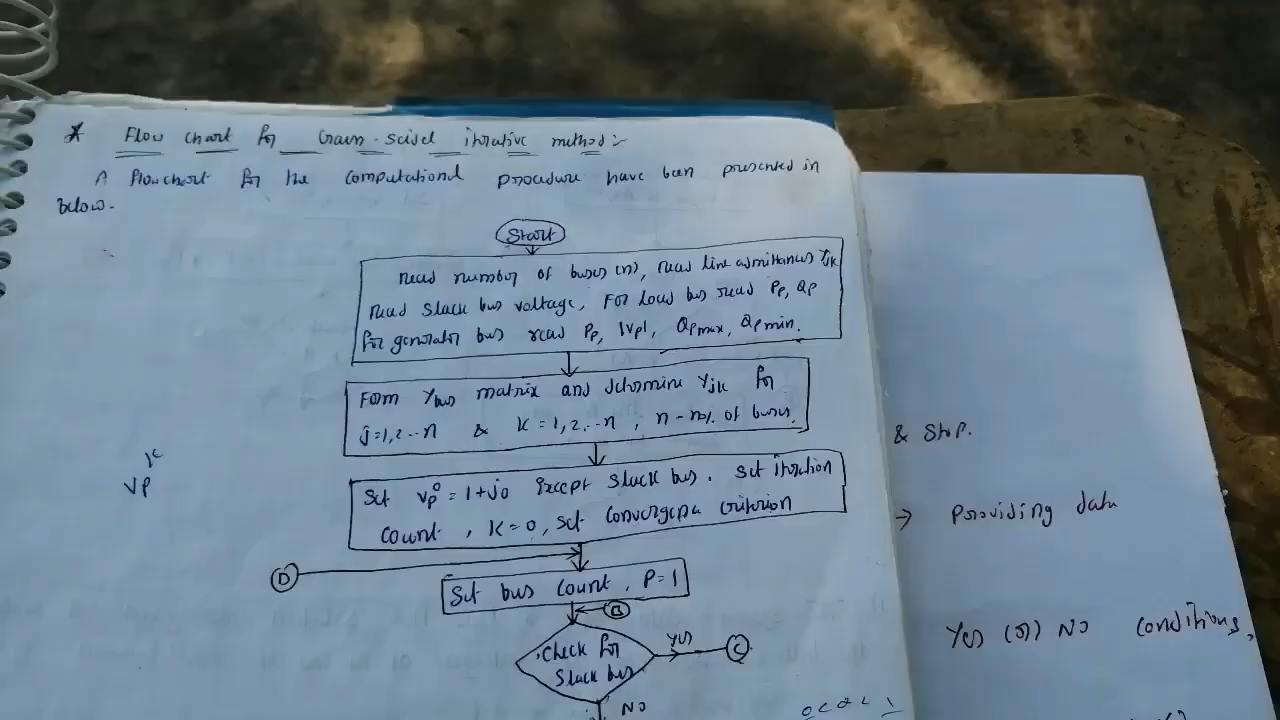 * Flow chart for Gaus-seidel iterative method:-
A Flowchart for the computational procedure have been presented in
below.
Start
Read number of buses (n), read line admittances Yjk
read slack bus voltage, For load bus read Pp, Qp
for generator bus read Pp, |Vp|, Qpmax, Qpmin.
Form Ybus matrix and determine Yjk for
j=1,2...n & K=1,2,...n, n - no. of buses.
Set Vp⁰ = 1+j0 Except slack bus. Set iteration
count, K=0, set convergence criterion
D
Set bus count, P=1
B
Check for
Slack bus
Yes
C
No
Vp^K
& Stop.
→ Providing data
Yes (or) No conditions,